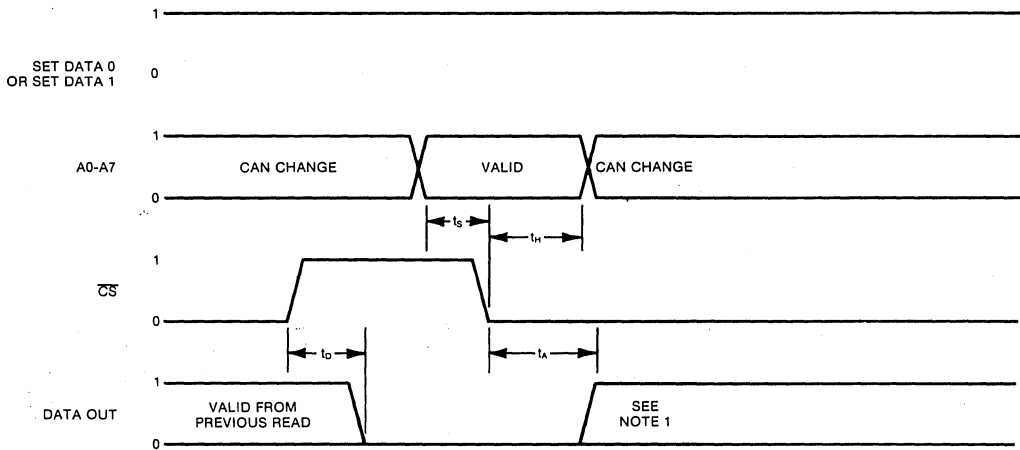 1
SET DATA 0
OR SET DATA 1
0
1
A0-A7
CAN CHANGE
VALID
CAN CHANGE
0
tS
tH
1
CS
0
tD
tA
1
DATA OUT
VALID FROM
PREVIOUS READ
SEE
NOTE 1
0